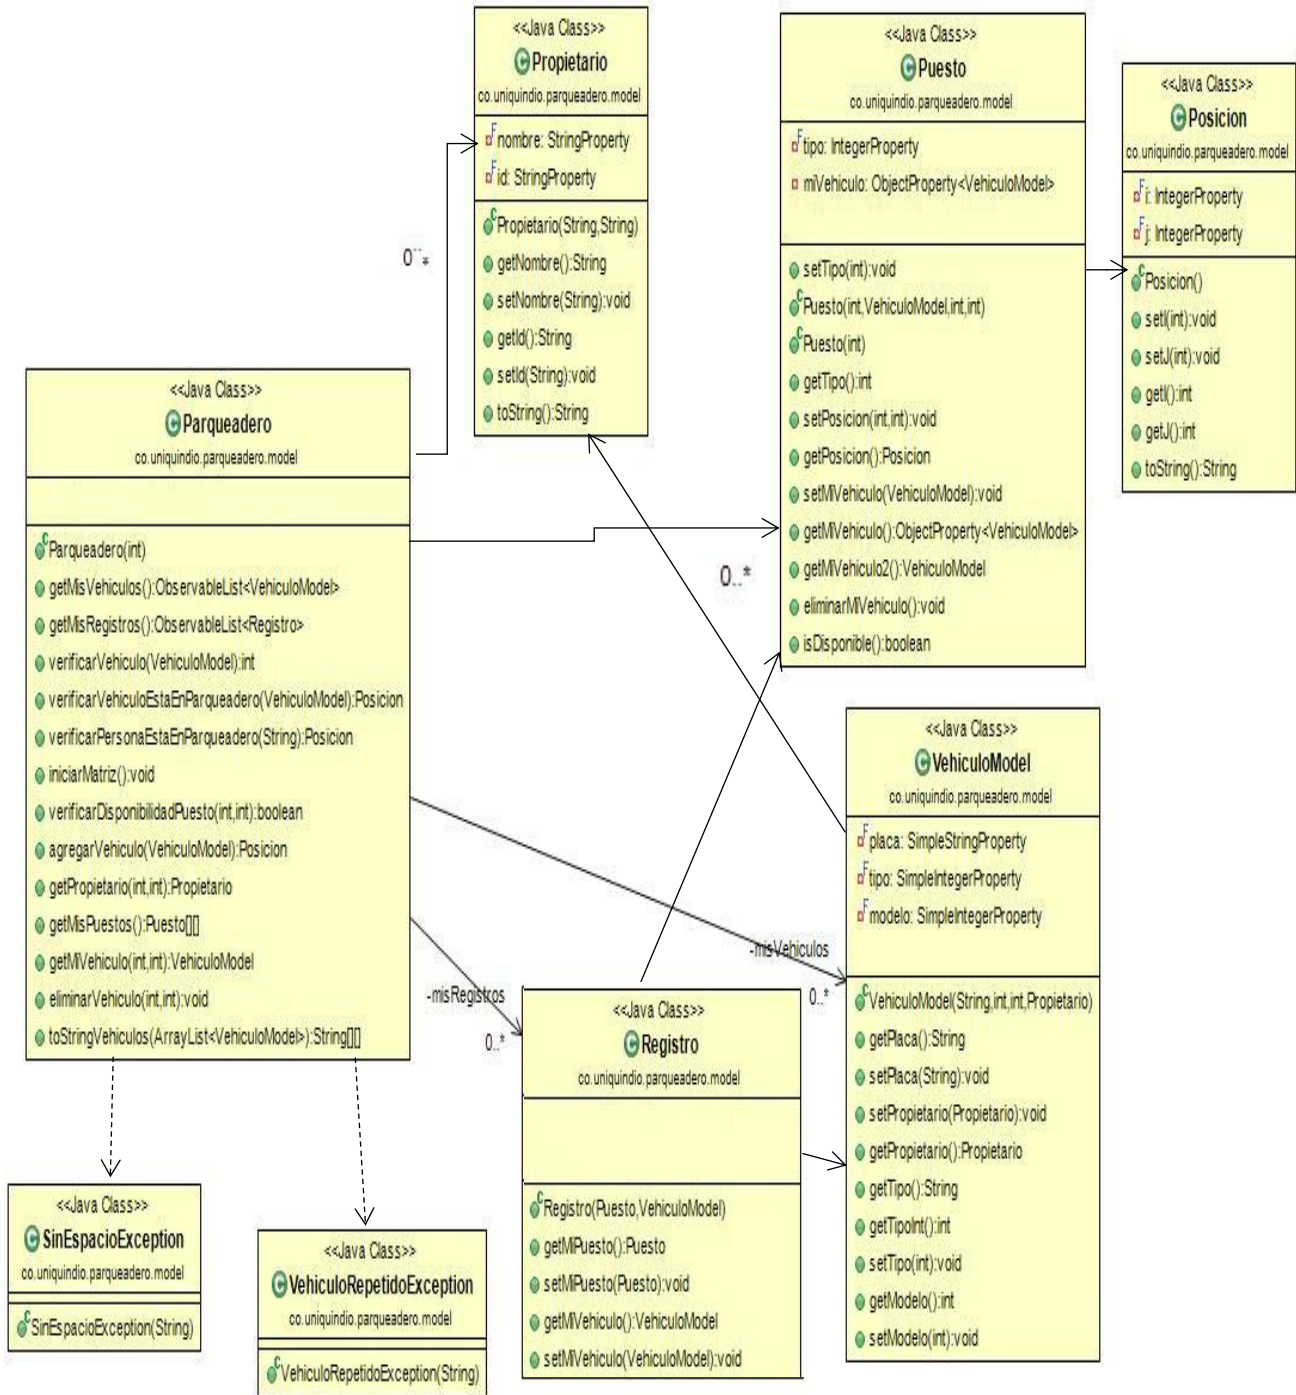 <<Java Class>>
Propietario
co.uniquindio.parqueadero.model
nombre: StringProperty
id: StringProperty
Propietario(String,String)
getNombre():String
setNombre(String):void
getId():String
setId(String):void
toString():String
<<Java Class>>
Puesto
co.uniquindio.parqueadero.model
tipo: IntegerProperty
miVehiculo: ObjectProperty<VehiculoModel>
setTipo(int):void
Puesto(int,VehiculoModel,int,int)
Puesto(int)
getTipo():int
setPosicion(int,int):void
getPosicion():Posicion
setMiVehiculo(VehiculoModel):void
getMiVehiculo():ObjectProperty<VehiculoModel>
getMiVehiculo2():VehiculoModel
eliminarMiVehiculo():void
isDisponible():boolean
<<Java Class>>
Posicion
co.uniquindio.parqueadero.model
i: IntegerProperty
j: IntegerProperty
Posicion()
setI(int):void
setJ(int):void
getI():int
getJ():int
toString():String
0..*
<<Java Class>>
Parqueadero
co.uniquindio.parqueadero.model
Parqueadero(int)
getMisVehiculos():ObservableList<VehiculoModel>
getMisRegistros():ObservableList<Registro>
verificarVehiculo(VehiculoModel):int
verificarVehiculoEstaEnParqueadero(VehiculoModel):Posicion
verificarPersonaEstaEnParqueadero(String):Posicion
iniciarMatriz():void
verificarDisponibilidadPuesto(int,int):boolean
agregarVehiculo(VehiculoModel):Posicion
getPropietario(int,int):Propietario
getMisPuestos():Puesto[][]
getMiVehiculo(int,int):VehiculoModel
eliminarVehiculo(int,int):void
toStringVehiculos(ArrayList<VehiculoModel>):String[][]
0..*
<<Java Class>>
VehiculoModel
co.uniquindio.parqueadero.model
placa: SimpleStringProperty
tipo: SimpleIntegerProperty
modelo: SimpleIntegerProperty
VehiculoModel(String,int,int,Propietario)
getPlaca():String
setPlaca(String):void
setPropietario(Propietario):void
getPropietario():Propietario
getTipo():String
getTipoInt():int
setTipo(int):void
getModelo():int
setModelo(int):void
-misVehiculos
0..*
-misRegistros
0..*
<<Java Class>>
Registro
co.uniquindio.parqueadero.model
Registro(Puesto,VehiculoModel)
getMiPuesto():Puesto
setMiPuesto(Puesto):void
getMiVehiculo():VehiculoModel
setMiVehiculo(VehiculoModel):void
<<Java Class>>
SinEspacioException
co.uniquindio.parqueadero.model
SinEspacioException(String)
<<Java Class>>
VehiculoRepetidoException
co.uniquindio.parqueadero.model
VehiculoRepetidoException(String)